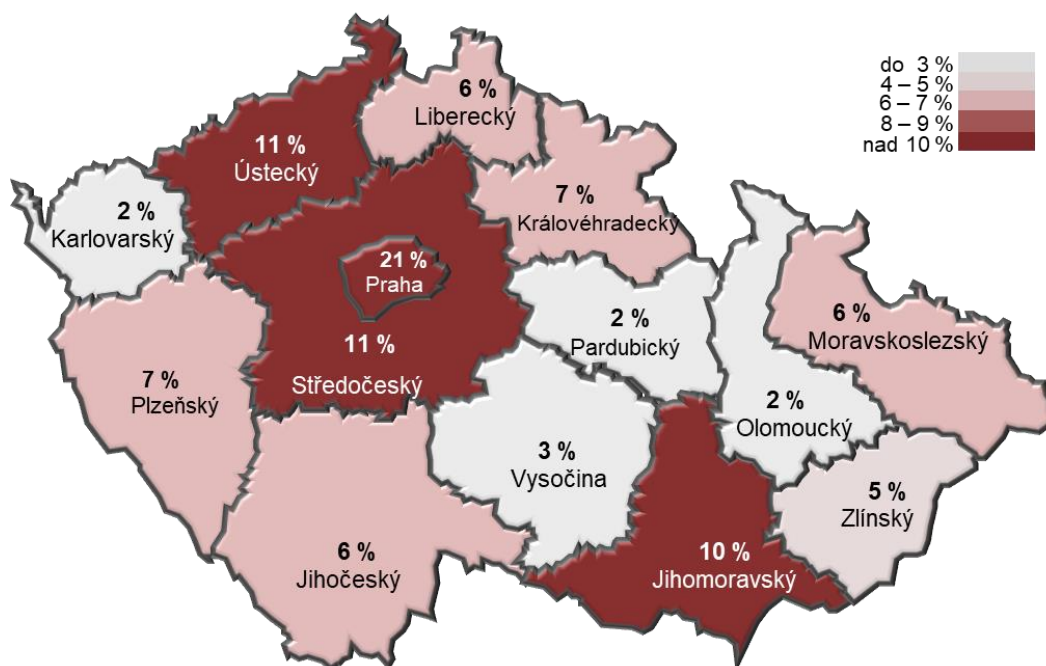 do 3 %
4 – 5 %
6 – 7 %
8 – 9 %
nad 10 %
6 %
Liberecký
11 %
Ústecký
7 %
Královéhradecký
2 %
Karlovarský
21 %
Praha
11 %
Středočeský
2 %
Pardubický
6 %
Moravskoslezský
7 %
Plzeňský
2 %
Olomoucký
3 %
Vysočina
5 %
Zlínský
6 %
Jihočeský
10 %
Jihomoravský